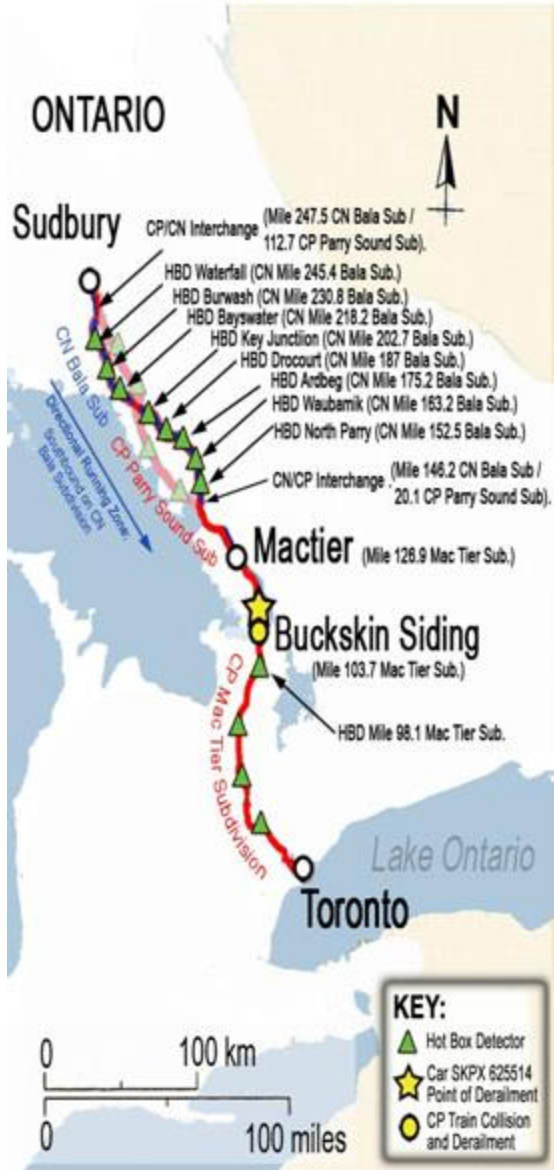 ONTARIO
N
Sudbury
CP/CN Interchange (Mile 247.5 CN Bala Sub /
112.7 CP Parry Sound Sub).
HBD Waterfall (CN Mile 245.4 Bala Sub.)
HBD Burwash (CN Mile 230.8 Bala Sub.)
HBD Bayswater (CN Mile 218.2 Bala Sub.)
HBD Key Junctiion (CN Mile 202.7 Bala Sub.)
HBD Drocourt (CN Mile 187 Bala Sub.)
HBD Ardbeg (CN Mile 175.2 Bala Sub.)
HBD Waubamik (CN Mile 163.2 Bala Sub.)
HBD North Parry (CN Mile 152.5 Bala Sub.)
CN/CP Interchange . (Mile 146.2 CN Bala Sub /
20.1 CP Parry Sound Sub).
CN Bala Sub
Directional Running Zone:
Southbound on CN
Bala Subdivision
CP Parry Sound Sub
Mactier (Mile 126.9 Mac Tier Sub.)
Buckskin Siding
(Mile 103.7 Mac Tier Sub.)
HBD Mile 98.1 Mac Tier Sub.
CP Mac Tier Subdivision
Lake Ontario
Toronto
KEY:
Hot Box Detector
Car SKPX 625514
Point of Derailment
CP Train Collision
and Derailment
0 100 km
0 100 miles